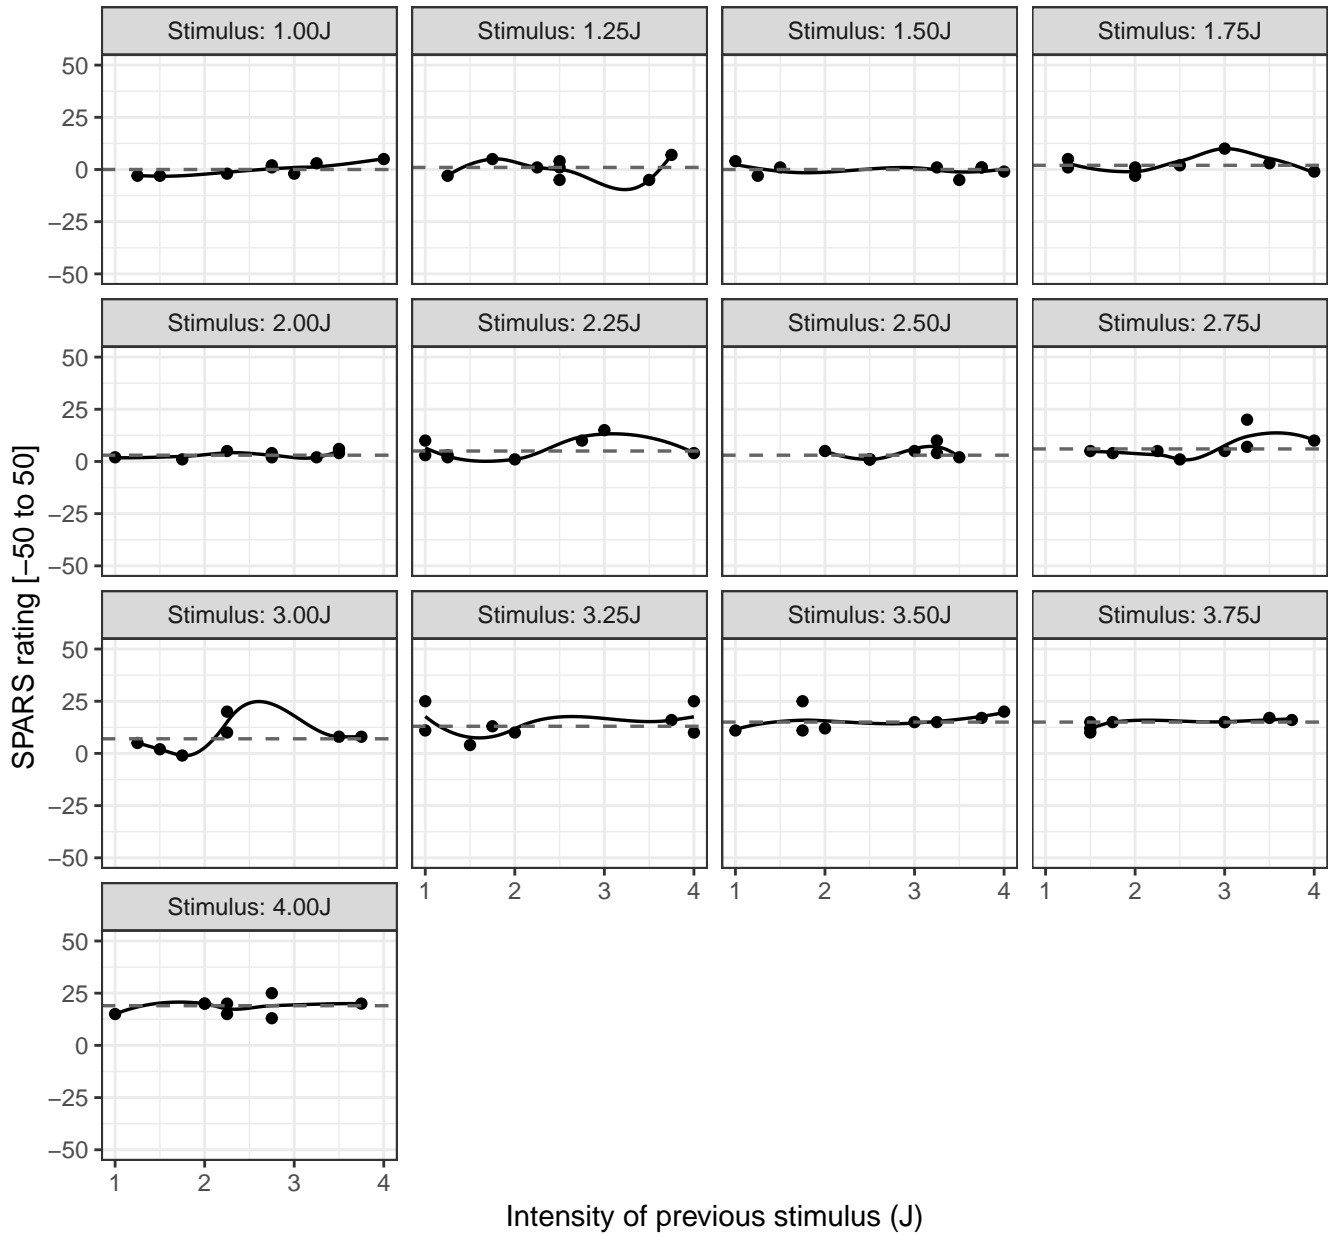 Stimulus: 1.00J
Stimulus: 1.25J
Stimulus: 1.50J
Stimulus: 1.75J
50
25
0
−25
−50
Stimulus: 2.00J
Stimulus: 2.25J
Stimulus: 2.50J
Stimulus: 2.75J
50
25
0
−25
−50
Stimulus: 3.00J
Stimulus: 3.25J
Stimulus: 3.50J
Stimulus: 3.75J
50
25
0
−25
−50
1 2 3 4
1 2 3 4
1 2 3 4
Stimulus: 4.00J
50
25
0
−25
−50
1 2 3 4
SPARS rating [−50 to 50]
Intensity of previous stimulus (J)